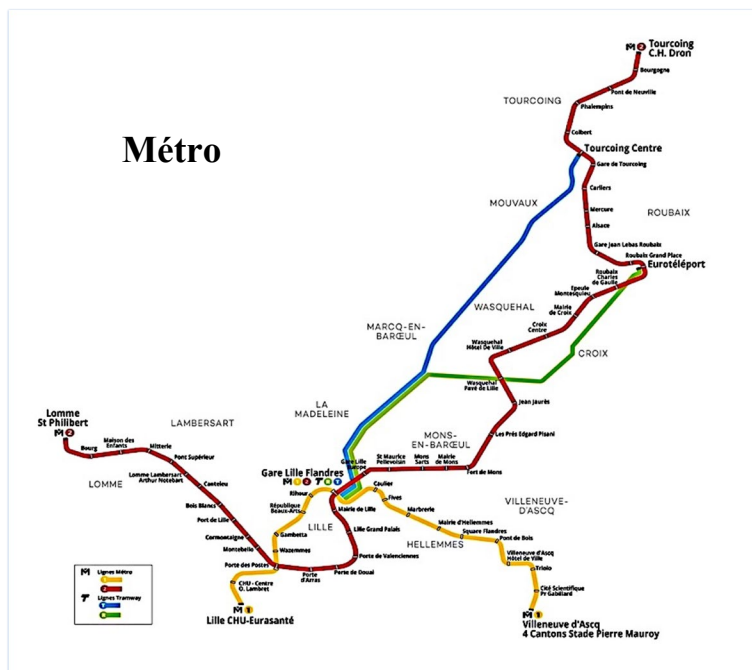 Métro
M 2 Tourcoing
C.H. Dron
Bourgogne
Pont de Neuville
TOURCOING
Phalempins
Colbert
Tourcoing Centre
Gare de Tourcoing
Carliers
MOUVAUX
Mercure
ROUBAIX
Alsace
Gare Jean Lebas Roubaix
Roubaix Grand Place
Eurotéléport
Roubaix
Charles
de Gaulle
Epeule
Montesquieu
WASQUEHAL
Mairie
de Croix
MARCQ-EN-
BARŒUL
Croix
Centre
Wasquehal
Hôtel De Ville
CROIX
Wasquehal
Pavé de Lille
LA
MADELEINE
Jean Jaurès
Lomme
St Philibert
M 2
LAMBERSART
Maison des
Enfants
Mitterie
Bourg
Pont Supérieur
MONS-
EN-BARŒUL
Les Prés Edgard Pisani
Gare Lille
Europe
St Maurice
Pellevoisin
Mons
Sarts
Mairie
de Mons
Fort de Mons
Gare Lille Flandres
M 1 2 T R T
LOMME
Lomme Lambersart
Arthur Notebart
Canteleu
Rihour
Caulier
Bois Blancs
République
Beaux-Arts
Mairie de Lille
Fives
VILLENEUVE-
D'ASCQ
Port de Lille
LILLE
Marbrerie
Cormontaigne
Gambetta
Lille Grand Palais
Mairie d'Hellemmes
Square Flandres
HELLEMMES
Pont de Bois
Montebello
Wazemmes
Porte de Valenciennes
Villeneuve d'Ascq
Hôtel de Ville
Porte des Postes
Porte
d'Arras
Porte de Douai
Triolo
CHU - Centre
O. Lambret
Cité Scientifique
Pr Gabillard
M 1
Lille CHU-Eurasanté
M 1
Villeneuve d'Ascq
4 Cantons Stade Pierre Mauroy
M Lignes Métro
1
2
T Lignes Tramway
T
R